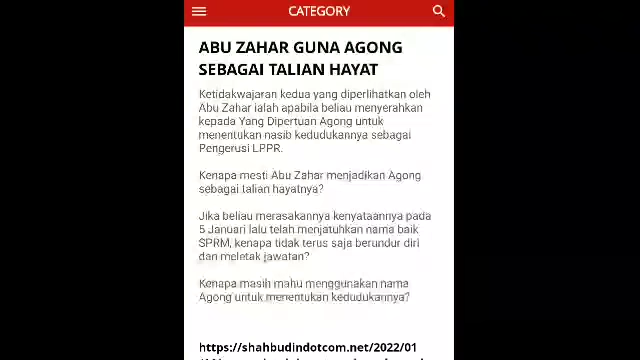 CATEGORY
ABU ZAHAR GUNA AGONG
SEBAGAI TALIAN HAYAT
Ketidakwajaran kedua yang diperlihatkan oleh
Abu Zahar ialah apabila beliau menyerahkan
kepada Yang Dipertuan Agong untuk
menentukan nasib kedudukannya sebagai
Pengerusi LPPR.
Kenapa mesti Abu Zahar menjadikan Agong
sebagai talian hayatnya?
Jika beliau merasakannya kenyataannya pada
5 Januari lalu telah menjatuhkan nama baik
SPRM, kenapa tidak terus saja berundur diri
dan meletak jawatan?
Kenapa masih mahu menggunakan nama
Agong untuk menentukan kedudukannya?
https://shahbudindotcom.net/2022/01